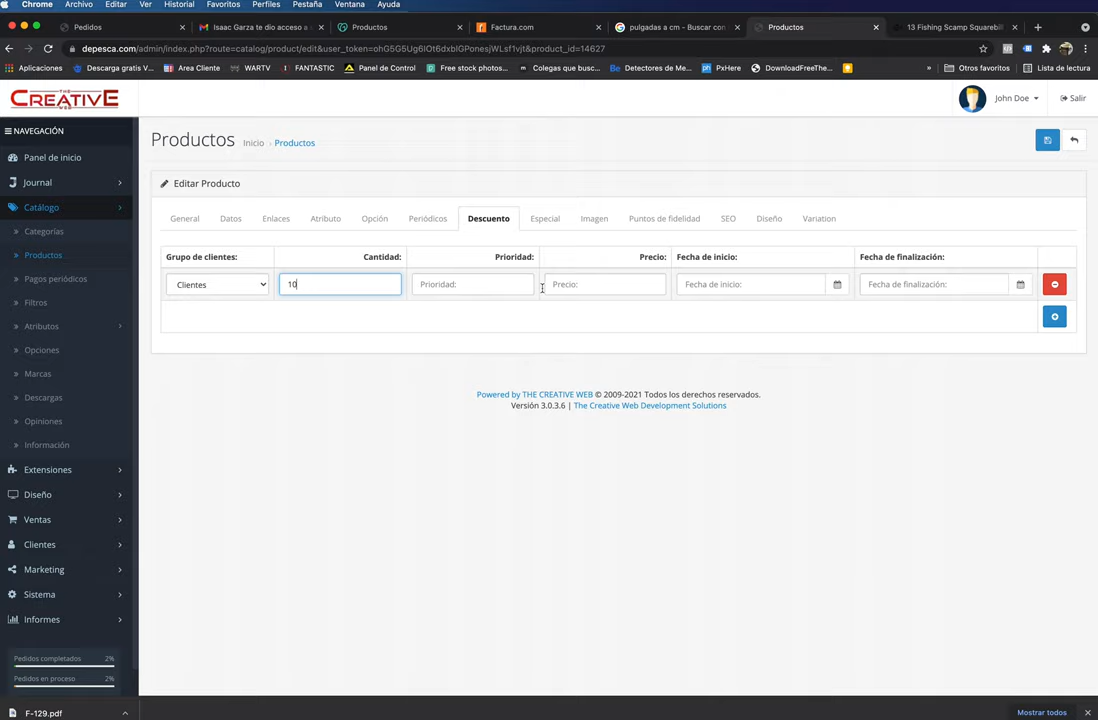 Chrome Archivo Editar Ver Historial Favoritos Perfiles Pestaña Ventana Ayuda
Pedidos
Isaac Garza te dio acceso a
Productos
Factura.com
pulgadas a cm - Buscar con
Productos
13 Fishing Scamp Squarebill
depesca.com/admin/index.php?route=catalog/product/edit&user_token=ohG5G5Ug6IOt6dxbIGPonesjWLsf1vjt&product_id=14627
Aplicaciones Descarga gratis V... Area Cliente WARTV FANTASTIC Panel de Control Free stock photos... Colegas que busc... Detectores de Me... PxHere DownloadFreeThe... » Otros favoritos Lista de lectura
THE CREATIVE WEB
John Doe
Salir
NAVEGACIÓN
Panel de inicio
Journal
Catálogo
» Categorías
» Productos
» Pagos periódicos
» Filtros
» Atributos
» Opciones
» Marcas
» Descargas
» Opiniones
» Información
Extensiones
Diseño
Ventas
Clientes
Marketing
Sistema
Informes
Pedidos completados 2%
Pedidos en proceso 2%
Productos Inicio › Productos
Editar Producto
General Datos Enlaces Atributo Opción Periódicos Descuento Especial Imagen Puntos de fidelidad SEO Diseño Variation
Grupo de clientes: Cantidad: Prioridad: Precio: Fecha de inicio: Fecha de finalización:
Clientes 10 Prioridad: Precio: Fecha de inicio: Fecha de finalización:
Powered by THE CREATIVE WEB © 2009-2021 Todos los derechos reservados.
Versión 3.0.3.6 | The Creative Web Development Solutions
F-129.pdf
Mostrar todos